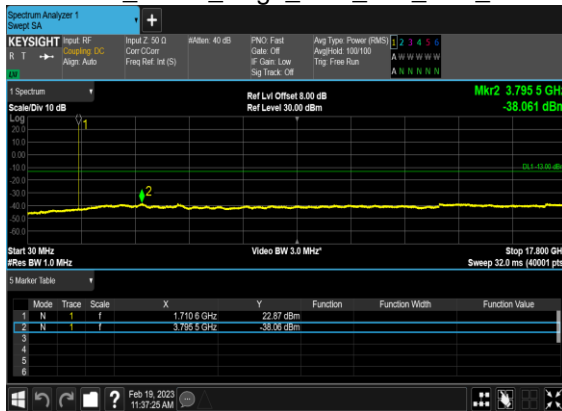 Spectrum Analyzer 1
Swept SA
KEYSIGHT
R T
LXI
Input: RF
Coupling: DC
Align: Auto
Input Z: 50 Ω
Corr CCorr
Freq Ref: Int (S)
#Atten: 40 dB
PNO: Fast
Gate: Off
IF Gain: Low
Sig Track: Off
Avg Type: Power (RMS)
Avg|Hold: 100/100
Trig: Free Run
1 2 3 4 5 6
A W W W W W
A N N N N N
1 Spectrum
Scale/Div 10 dB
Ref Lvl Offset 8.00 dB
Ref Level 30.00 dBm
Mkr2 3.795 5 GHz
-38.061 dBm
Log
20.0
10.0
0.00
-10.0
-20.0
-30.0
-40.0
-50.0
-60.0
1
2
DL1 -13.00 dBm
Start 30 MHz
#Res BW 1.0 MHz
Video BW 3.0 MHz*
Stop 17.800 GHz
Sweep 32.0 ms (40001 pts)
5 Marker Table
Mode Trace Scale X Y Function Function Width Function Value
1 N 1 f 1.710 6 GHz 22.87 dBm
2 N 1 f 3.795 5 GHz -38.06 dBm
3
4
5
6
?
Feb 19, 2023
11:37:25 AM